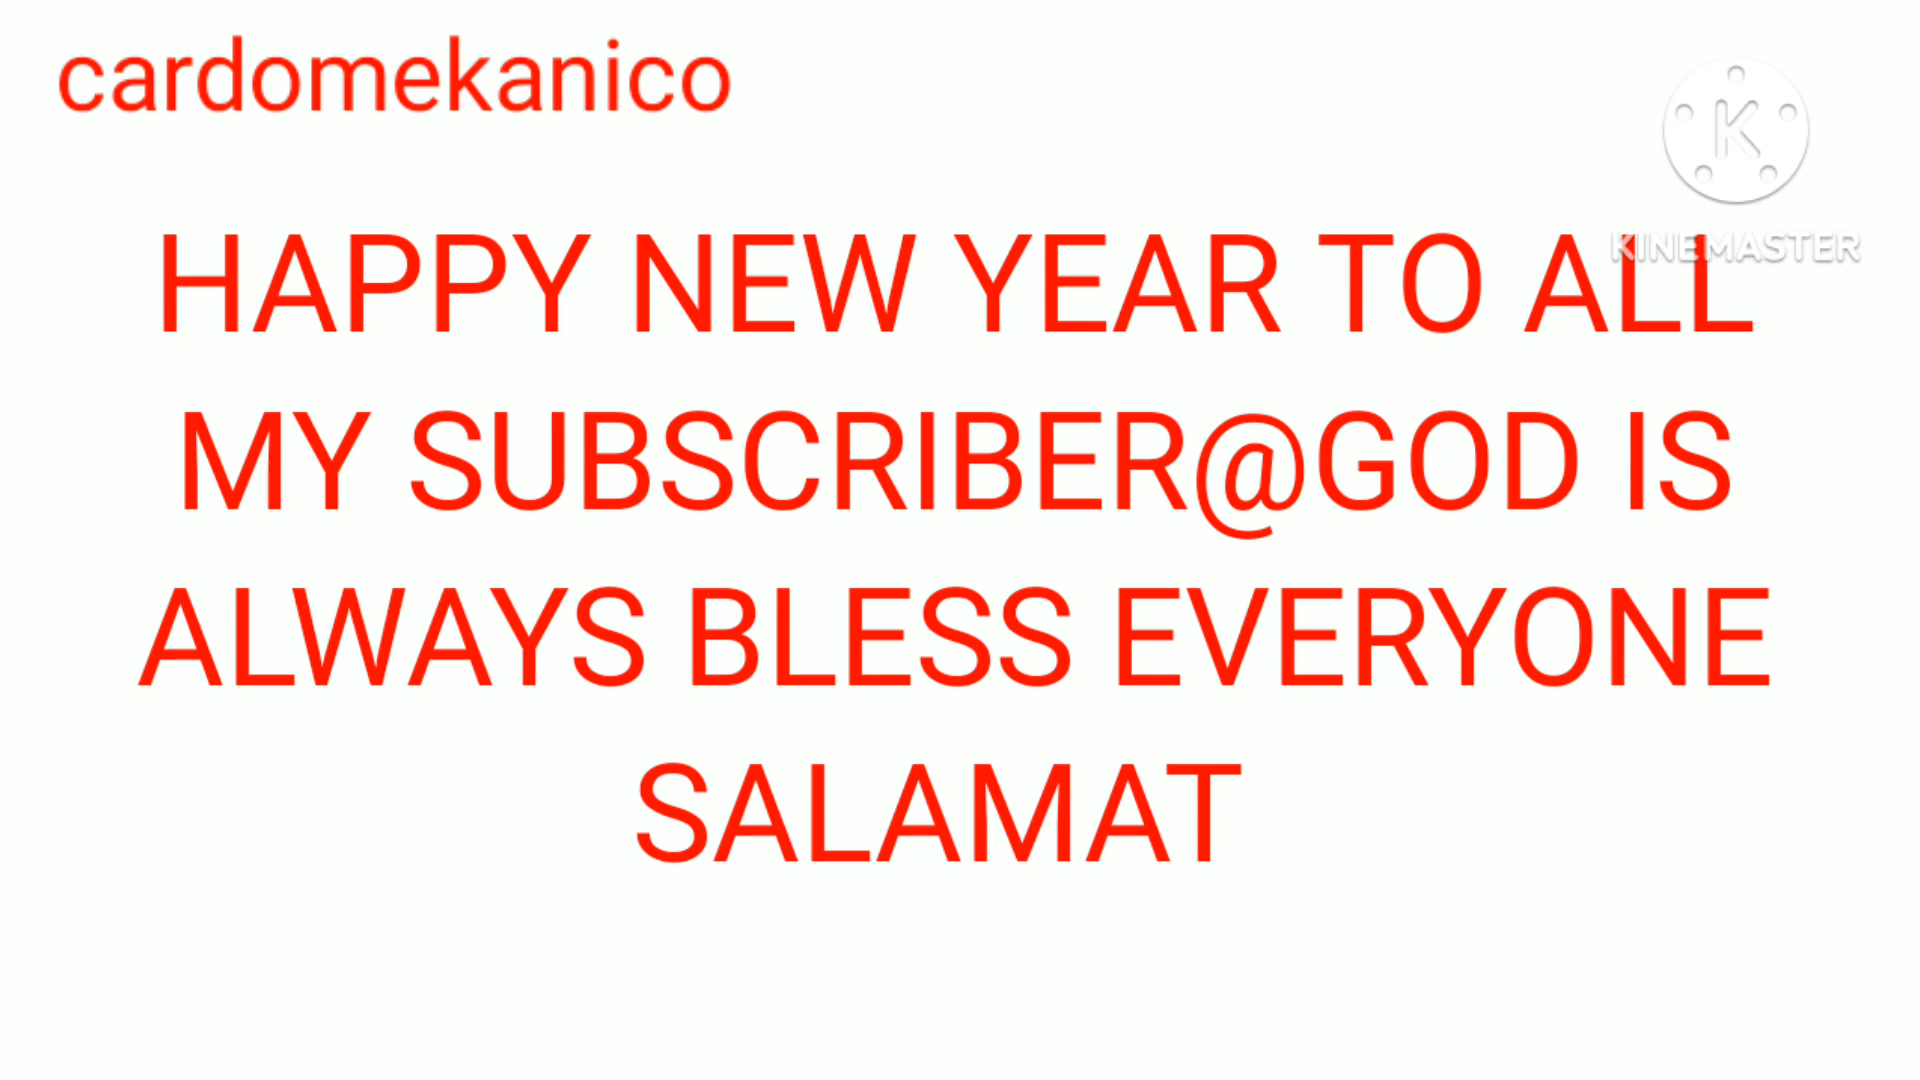 cardomekanico
K
KINEMASTER
HAPPY NEW YEAR TO ALL
MY SUBSCRIBER@GOD IS
ALWAYS BLESS EVERYONE
SALAMAT